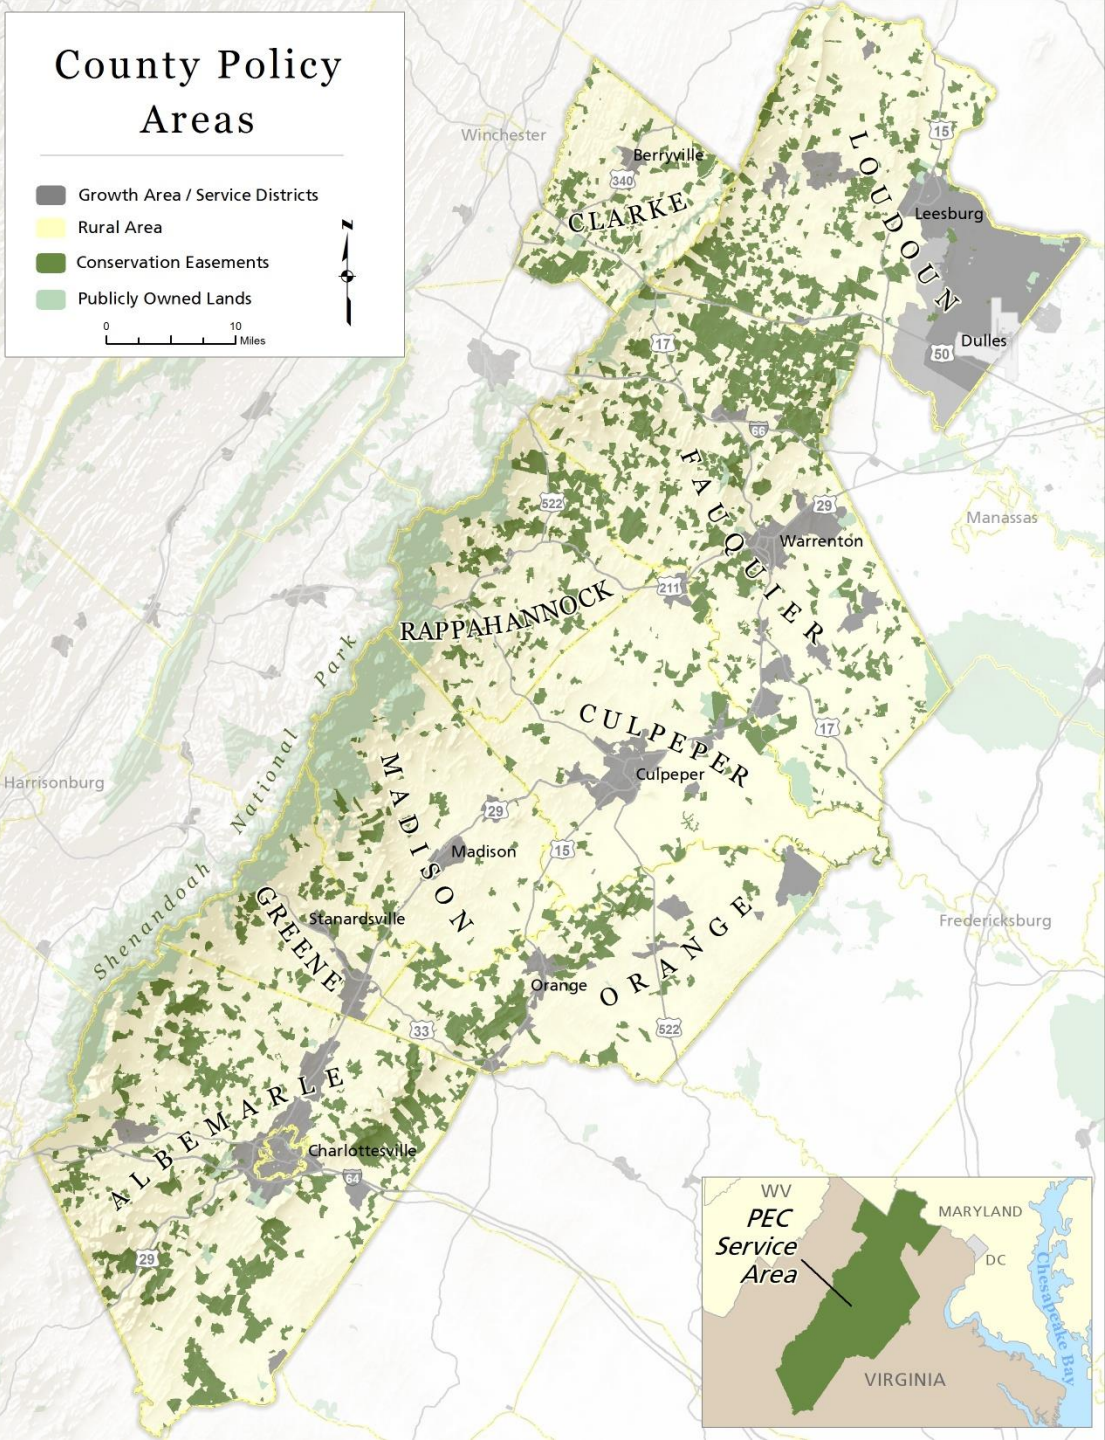 County Policy
Areas
Growth Area / Service Districts
Rural Area
Conservation Easements
Publicly Owned Lands
N
0
10
Miles
Winchester
Berryville
340
CLARKE
LOUDOUN
15
Leesburg
Dulles
50
17
66
FAUQUIER
522
29
Manassas
Warrenton
211
RAPPAHANNOCK
Shenandoah National Park
CULPEPER
17
Culpeper
Harrisonburg
MADISON
29
Madison
15
GREENE
Stanardsville
Fredericksburg
ORANGE
Orange
33
522
ALBEMARLE
Charlottesville
64
29
WV
PEC
Service
Area
MARYLAND
DC
Chesapeake Bay
VIRGINIA